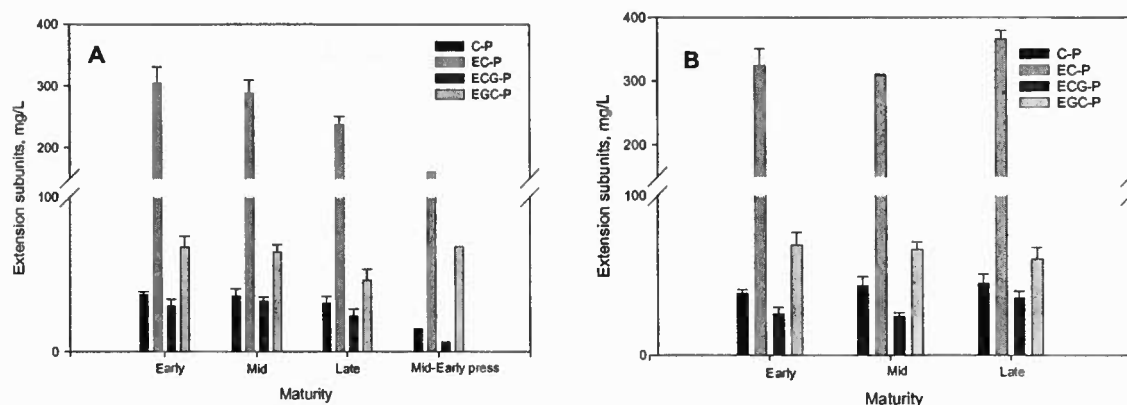 A
C-P
EC-P
ECG-P
EGC-P
Extension subunits, mg/L
400
300
200
100
0
Early
Mid
Late
Mid-Early press
Maturity
B
C-P
EC-P
ECG-P
EGC-P
Extension subunits, mg/L
400
300
200
100
0
Early
Mid
Late
Maturity